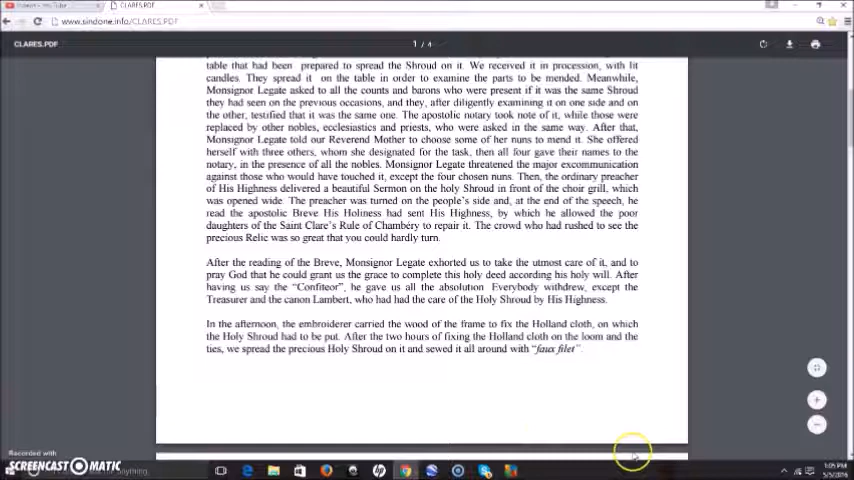 CLARES.PDF
www.sindone.info/CLARES.PDF
CLARES.PDF
1 / 4
table that had been prepared to spread the Shroud on it. We received it in procession, with lit
candles. They spread it on the table in order to examine the parts to be mended. Meanwhile,
Monsignor Legate asked to all the counts and barons who were present if it was the same Shroud
they had seen on the previous occasions, and they, after diligently examining it on one side and on
the other, testified that it was the same one. The apostolic notary took note of it, while those were
replaced by other nobles, ecclesiastics and priests, who were asked in the same way. After that,
Monsignor Legate told our Reverend Mother to choose some of her nuns to mend it. She offered
herself with three others, whom she designated for the task, then all four gave their names to the
notary, in the presence of all the nobles. Monsignor Legate threatened the major excommunication
against those who would have touched it, except the four chosen nuns. Then, the ordinary preacher
of His Highness delivered a beautiful Sermon on the holy Shroud in front of the choir grill, which
was opened wide. The preacher was turned on the people's side and, at the end of the speech, he
read the apostolic Breve His Holiness had sent His Highness, by which he allowed the poor
daughters of the Saint Clare's Rule of Chambéry to repair it. The crowd who had rushed to see the
precious Relic was so great that you could hardly turn.
After the reading of the Breve, Monsignor Legate exhorted us to take the utmost care of it, and to
pray God that he could grant us the grace to complete this holy deed according his holy will. After
having us say the “Confiteor”, he gave us all the absolution Everybody withdrew, except the
Treasurer and the canon Lambert, who had had the care of the Holy Shroud by His Highness.
In the afternoon, the embroiderer carried the wood of the frame to fix the Holland cloth, on which
the Holy Shroud had to be put. After the two hours of fixing the Holland cloth on the loom and the
ties, we spread the precious Holy Shroud on it and sewed it all around with “faux filet”.
Recorded with
SCREENCAST MATIC
anything
1:05 PM
5/5/2016